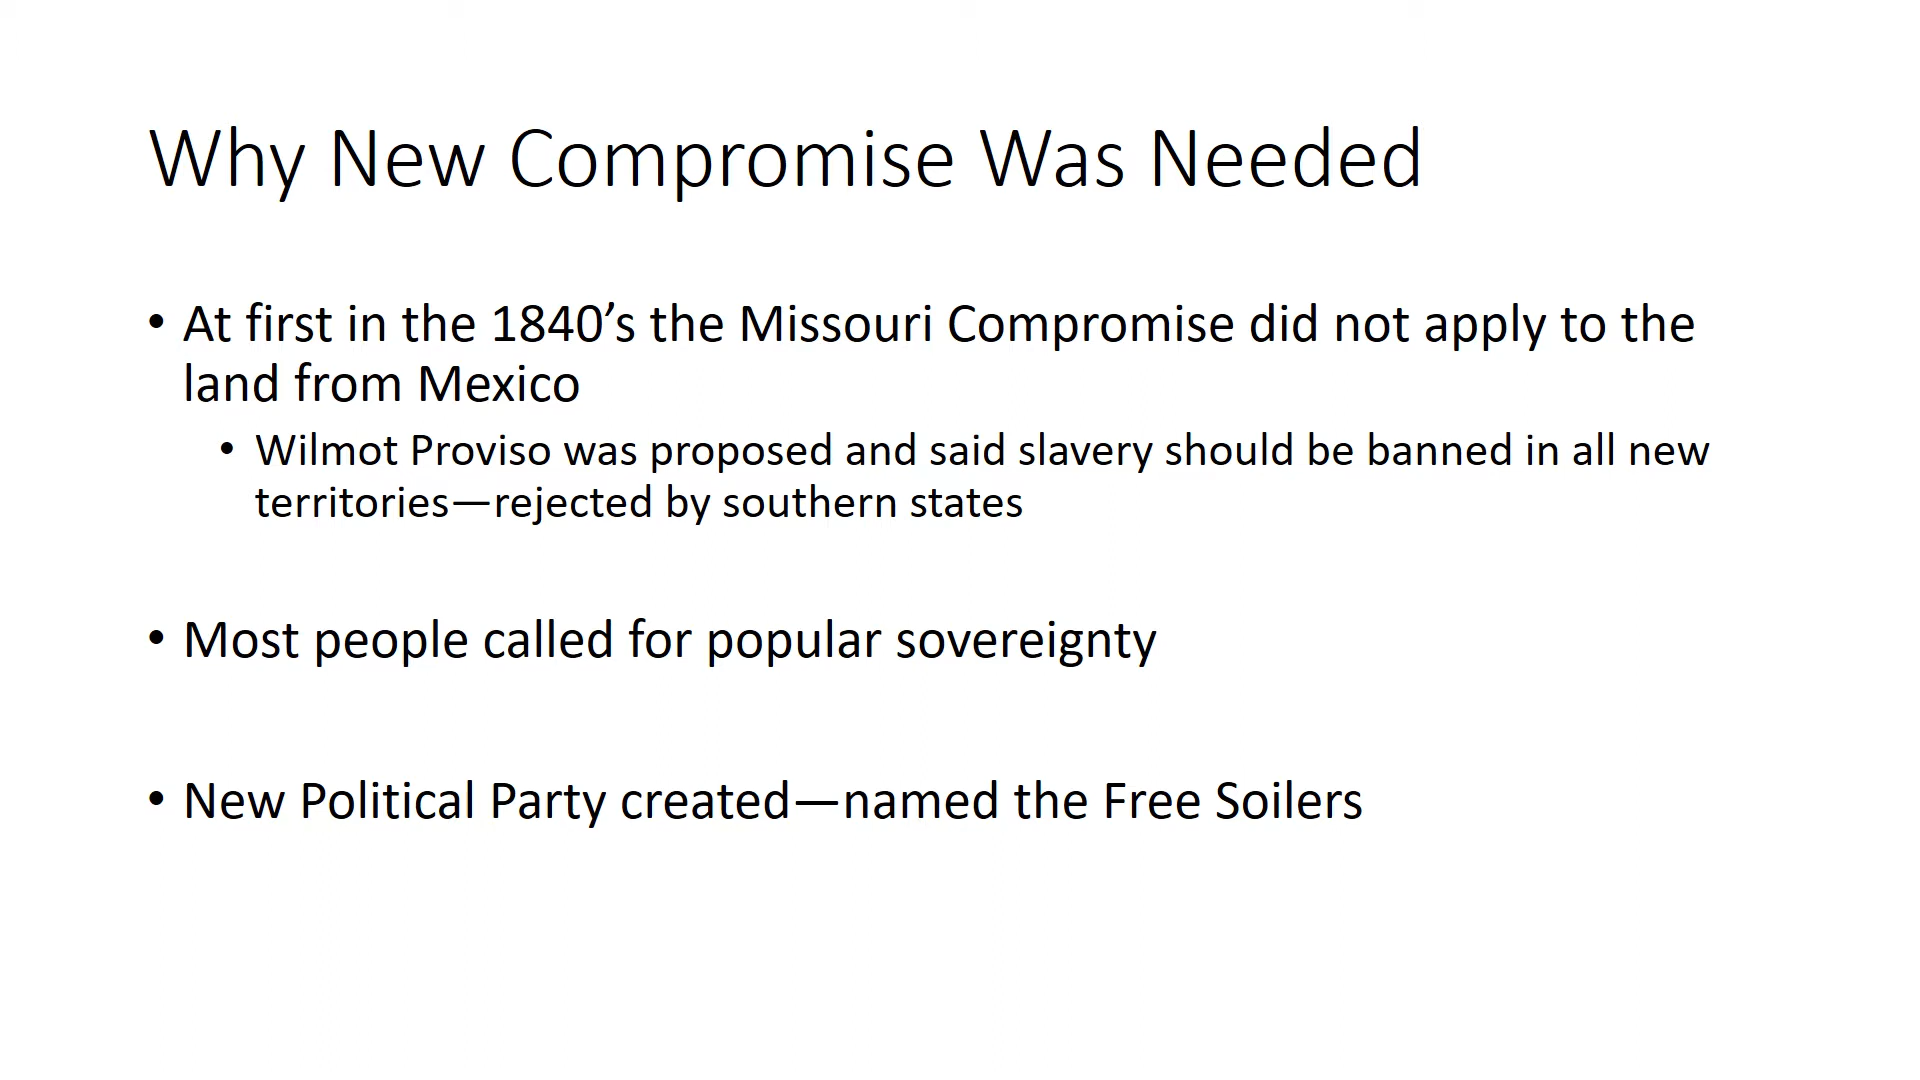 Why New Compromise Was Needed
• At first in the 1840’s the Missouri Compromise did not apply to the
land from Mexico
• Wilmot Proviso was proposed and said slavery should be banned in all new
territories—rejected by southern states
• Most people called for popular sovereignty
• New Political Party created—named the Free Soilers